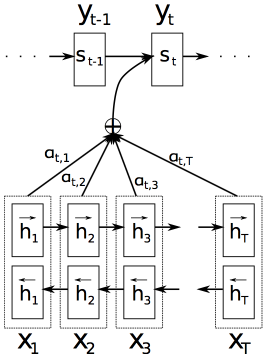 y_{t-1} y_t
. . . . s_{t-1} s_t . . .
a_{t,1} a_{t,2} a_{t,3} a_{t,T}
\overrightarrow{h}_1 \overrightarrow{h}_2 \overrightarrow{h}_3 \overrightarrow{h}_T
\overleftarrow{h}_1 \overleftarrow{h}_2 \overleftarrow{h}_3 \overleftarrow{h}_T
x_1 x_2 x_3 x_T